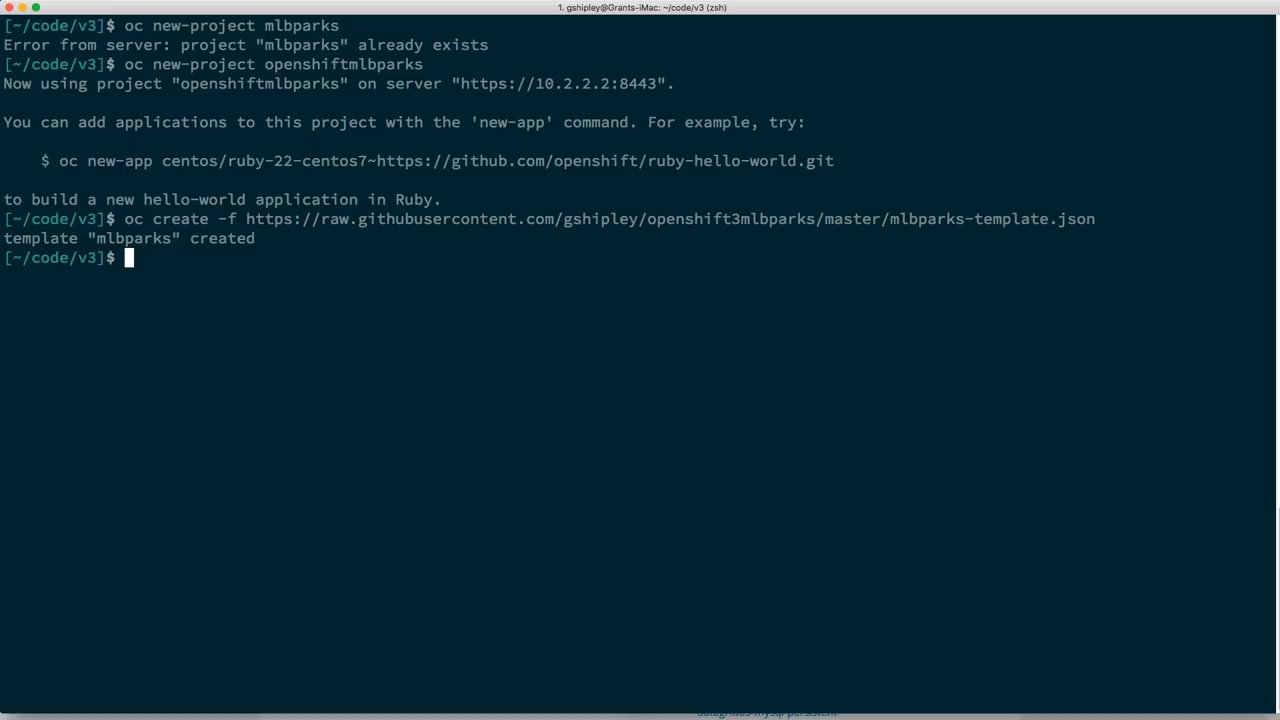 1. gshipley@Grants-iMac: ~/code/v3 (zsh)
[~/code/v3]$ oc new-project mlbparks
Error from server: project "mlbparks" already exists
[~/code/v3]$ oc new-project openshiftmlbparks
Now using project "openshiftmlbparks" on server "https://10.2.2.2:8443".
You can add applications to this project with the 'new-app' command. For example, try:
$ oc new-app centos/ruby-22-centos7~https://github.com/openshift/ruby-hello-world.git
to build a new hello-world application in Ruby.
[~/code/v3]$ oc create -f https://raw.githubusercontent.com/gshipley/openshift3mlbparks/master/mlbparks-template.json
template "mlbparks" created
[~/code/v3]$